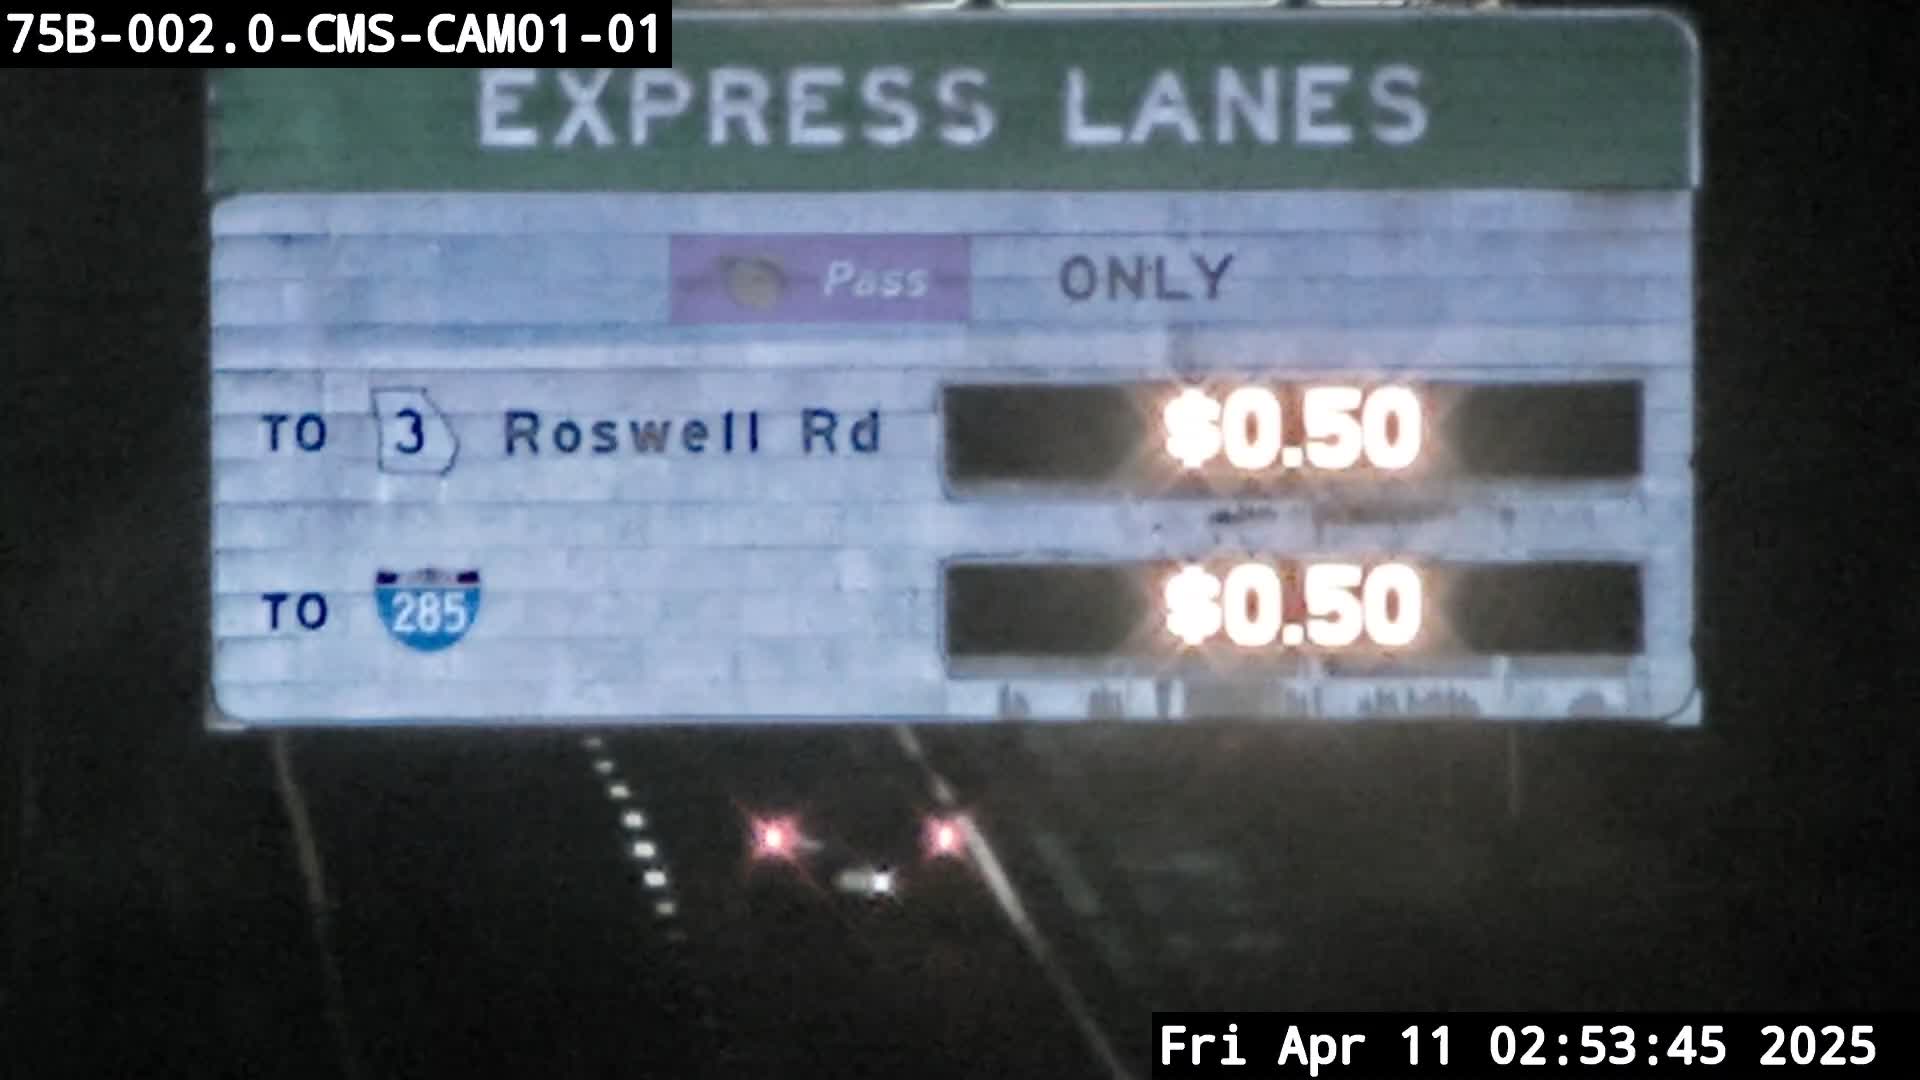 75B-002.0-CMS-CAM01-01
EXPRESS LANES
Pass ONLY
TO 3 Roswell Rd $0.50
TO 285 $0.50
Fri Apr 11 02:53:45 2025